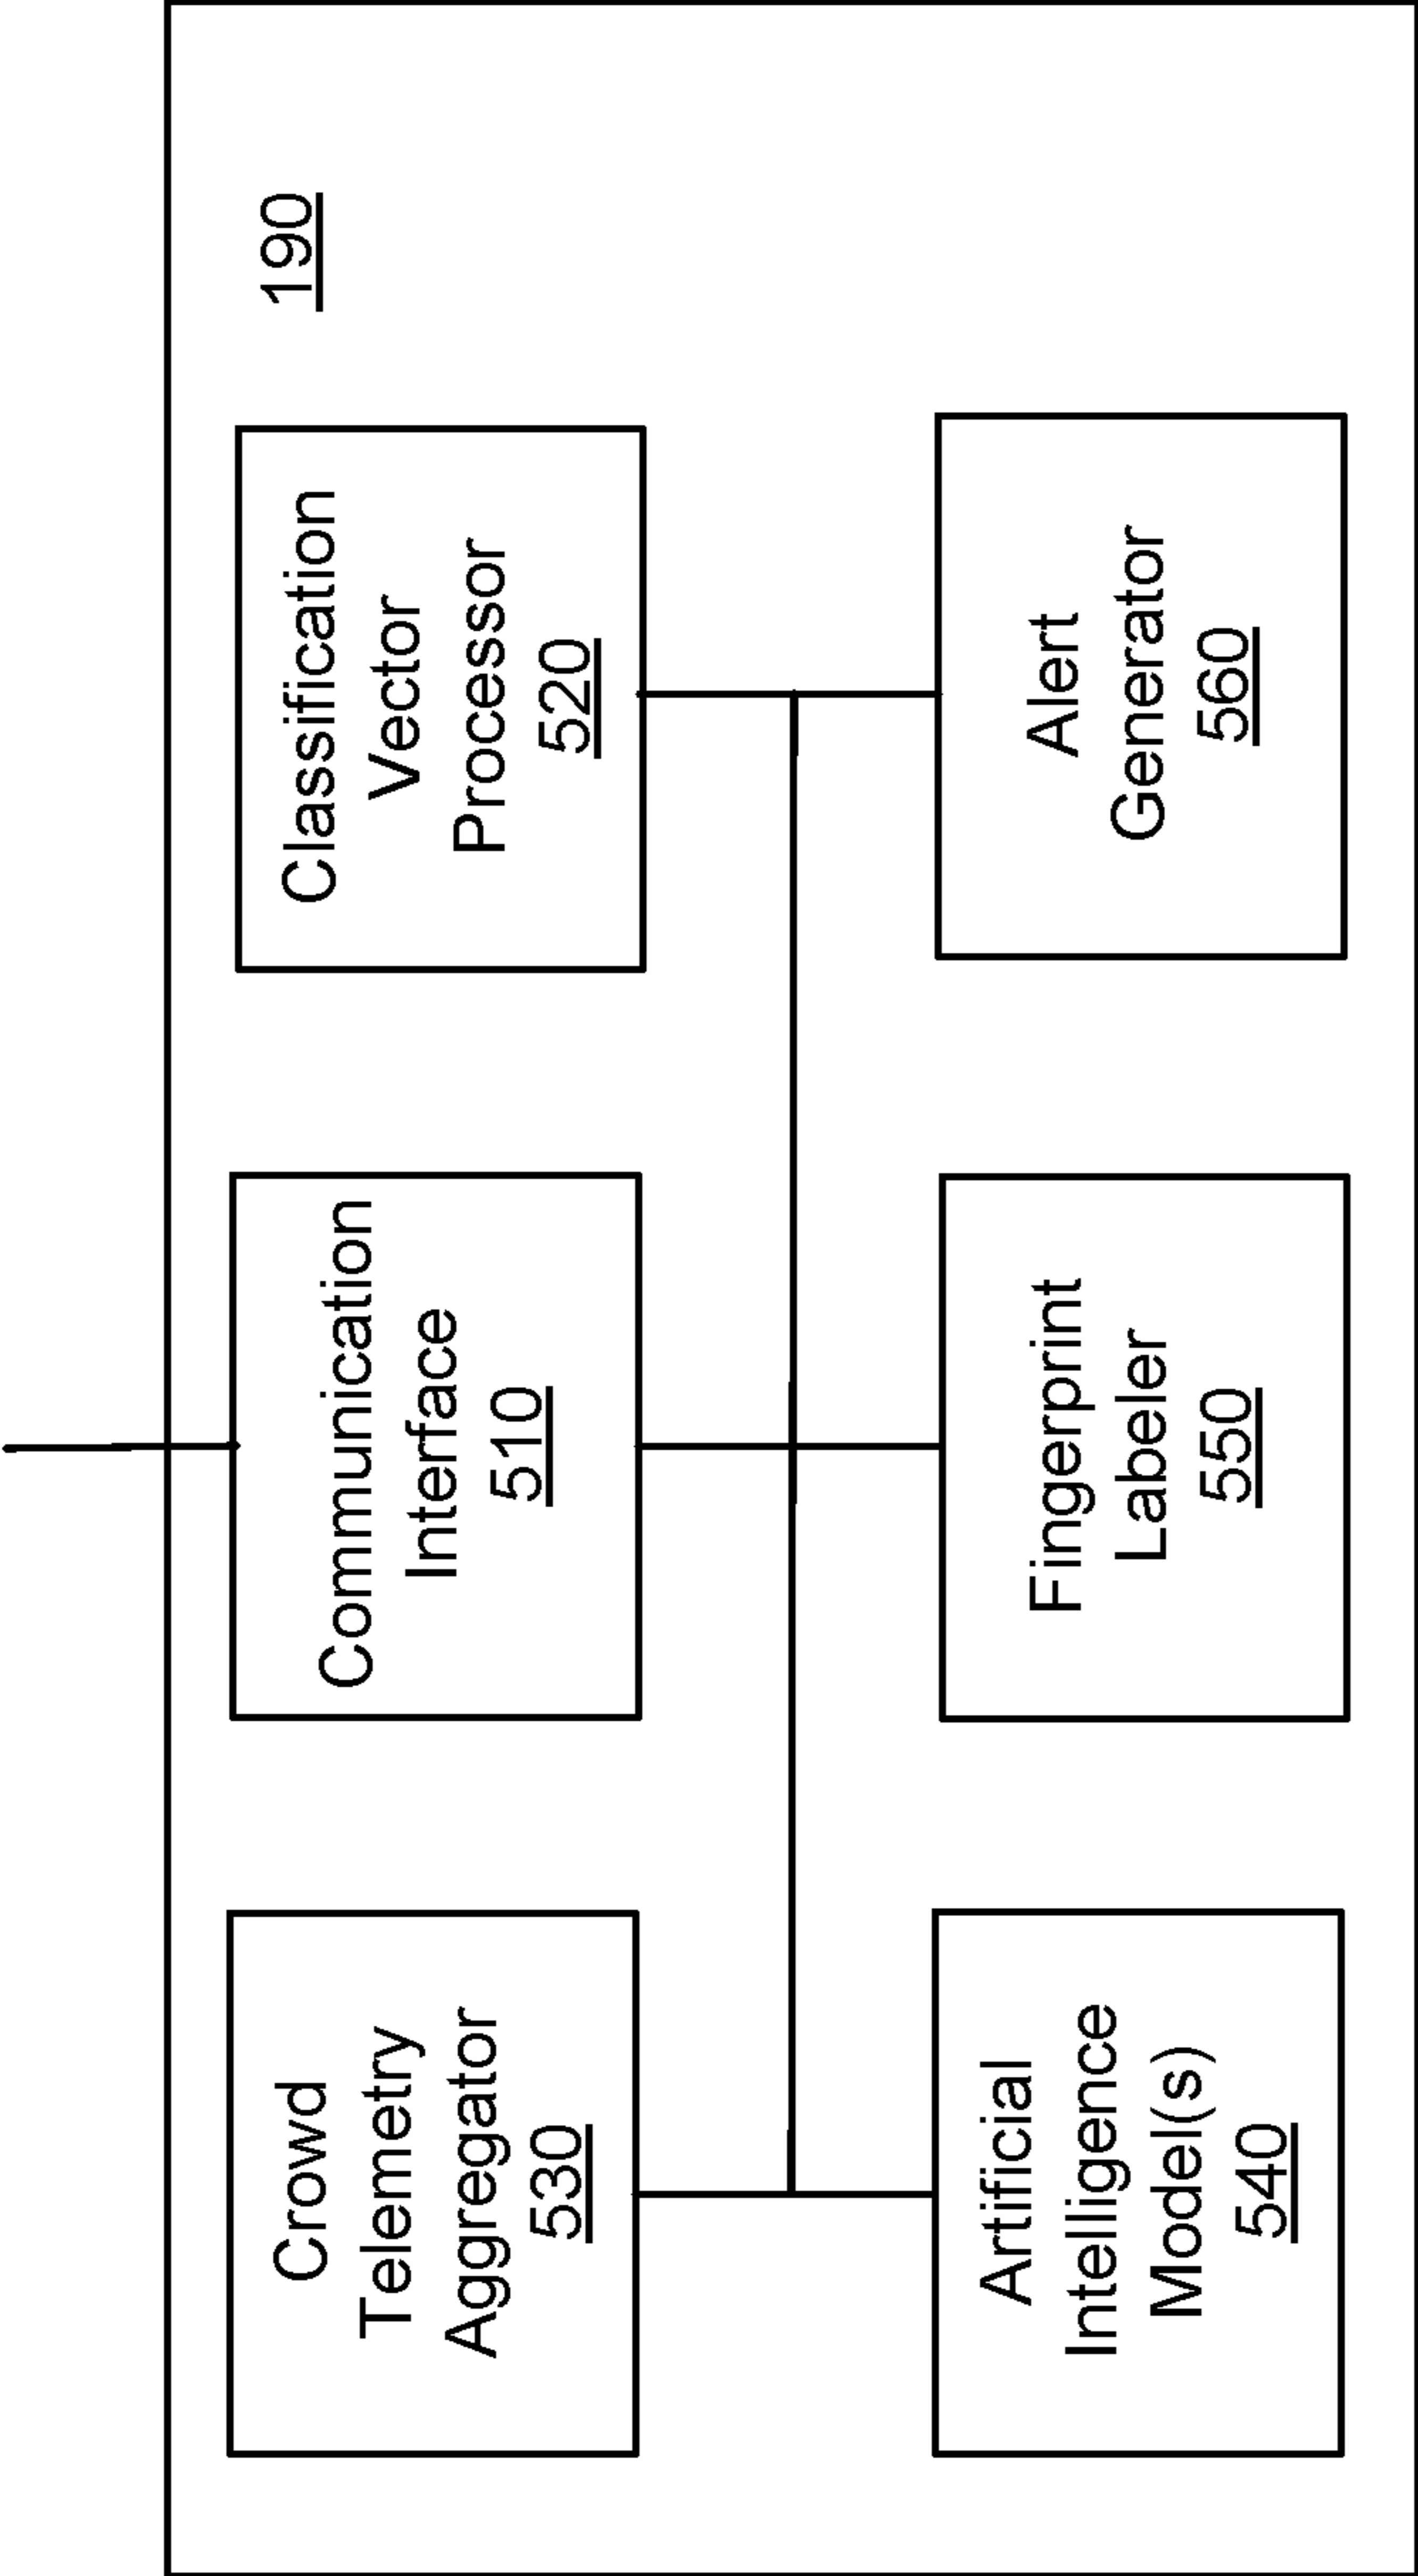 190
Crowd
Telemetry
Aggregator
530
Communication
Interface
510
Classification
Vector
Processor
520
Artificial
Intelligence
Model(s)
540
Fingerprint
Labeler
550
Alert
Generator
560